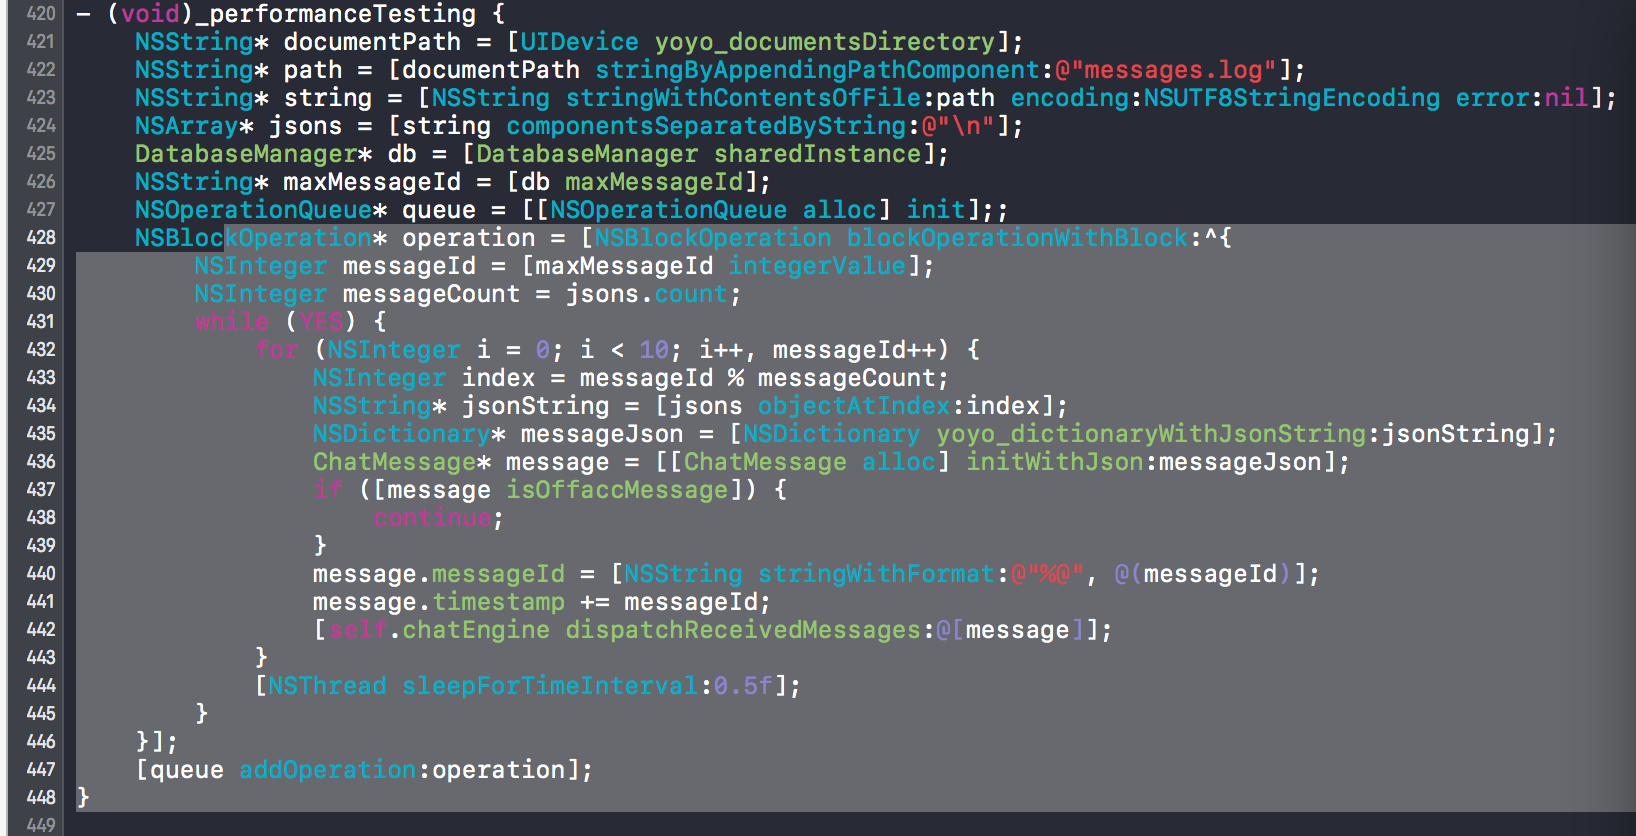 420 - (void)_performanceTesting {
421 NSString* documentPath = [UIDevice yoyo_documentsDirectory];
422 NSString* path = [documentPath stringByAppendingPathComponent:@"messages.log"];
423 NSString* string = [NSString stringWithContentsOfFile:path encoding:NSUTF8StringEncoding error:nil];
424 NSArray* jsons = [string componentsSeparatedByString:@"\n"];
425 DatabaseManager* db = [DatabaseManager sharedInstance];
426 NSString* maxMessageId = [db maxMessageId];
427 NSOperationQueue* queue = [[NSOperationQueue alloc] init];;
428 NSBlockOperation* operation = [NSBlockOperation blockOperationWithBlock:^{
429 NSInteger messageId = [maxMessageId integerValue];
430 NSInteger messageCount = jsons.count;
431 while (YES) {
432 for (NSInteger i = 0; i < 10; i++, messageId++) {
433 NSInteger index = messageId % messageCount;
434 NSString* jsonString = [jsons objectAtIndex:index];
435 NSDictionary* messageJson = [NSDictionary yoyo_dictionaryWithJsonString:jsonString];
436 ChatMessage* message = [[ChatMessage alloc] initWithJson:messageJson];
437 if ([message isOffaccMessage]) {
438 continue;
439 }
440 message.messageId = [NSString stringWithFormat:@"%@", @(messageId)];
441 message.timestamp += messageId;
442 [self.chatEngine dispatchReceivedMessages:@[message]];
443 }
444 [NSThread sleepForTimeInterval:0.5f];
445 }
446 }];
447 [queue addOperation:operation];
448 }
449